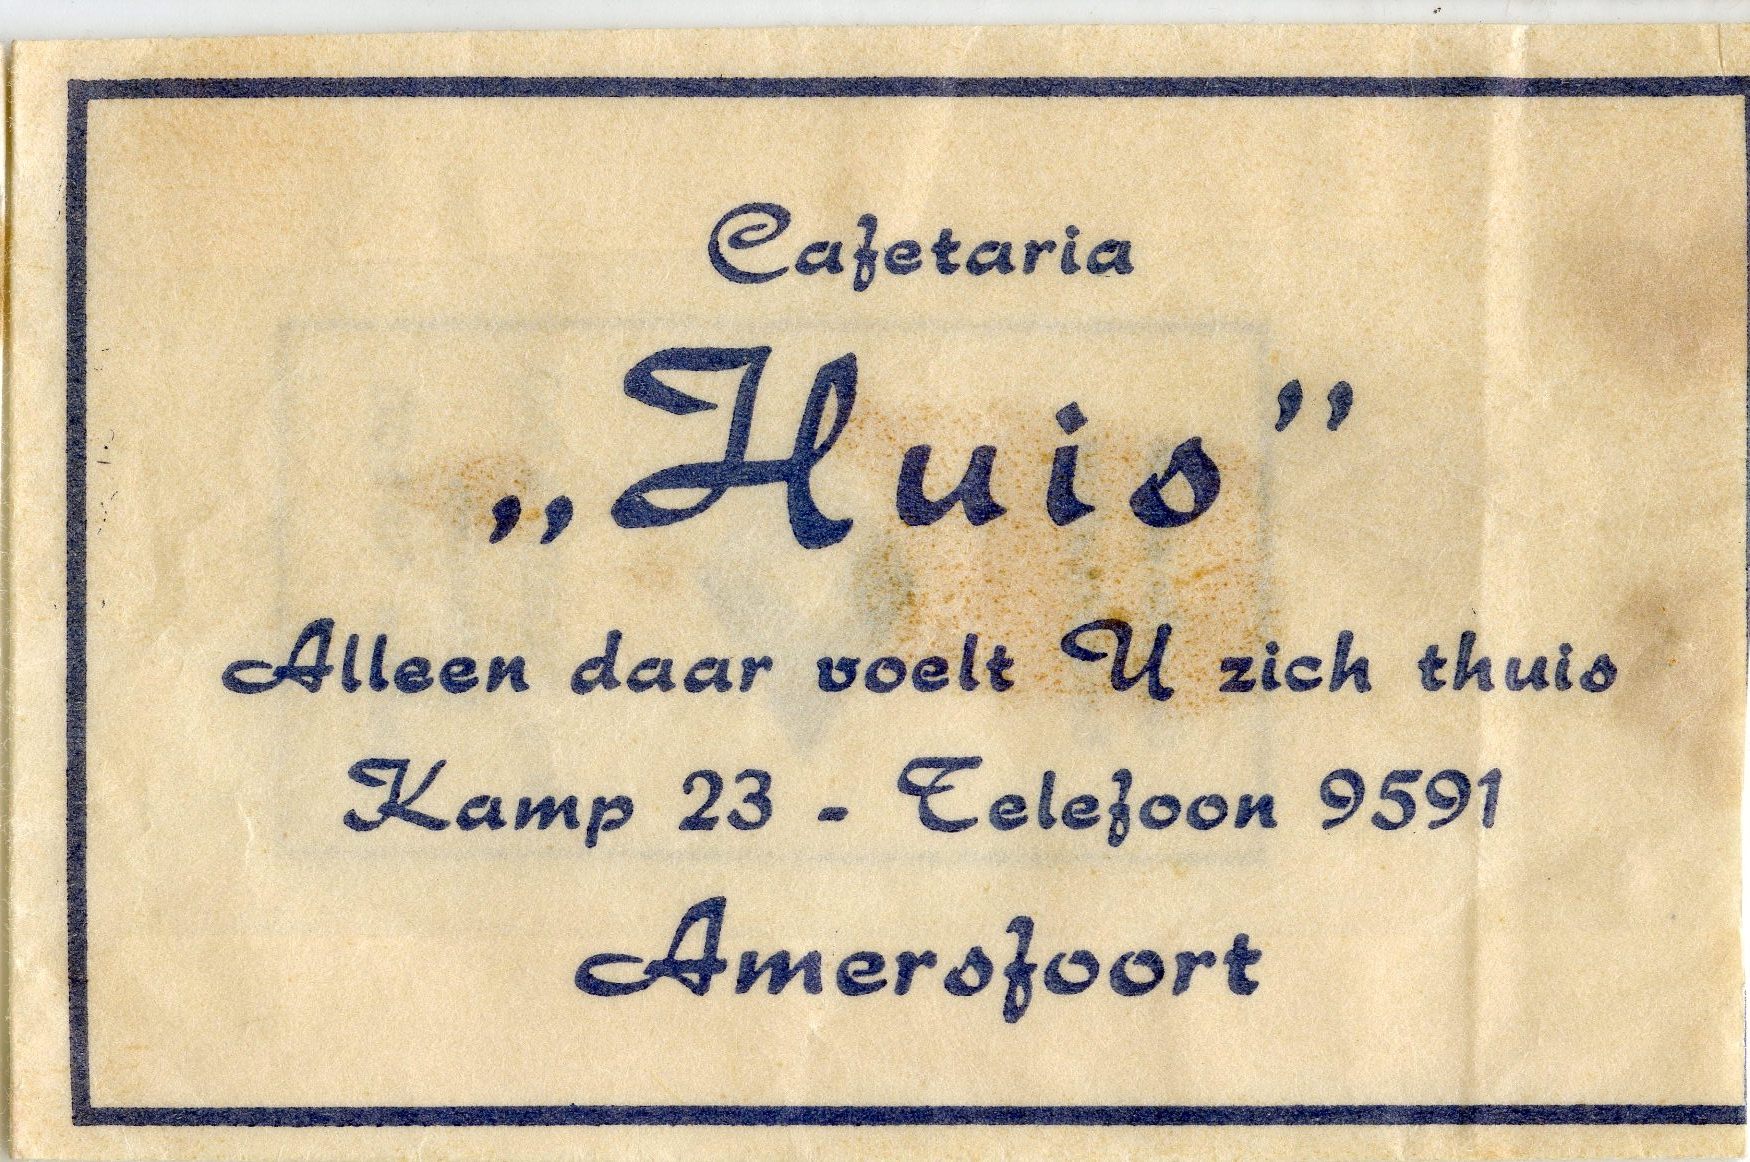 Cafetaria
„Huis”
Alleen daar voelt U zich thuis
Kamp 23 - Telefoon 9591
Amersfoort